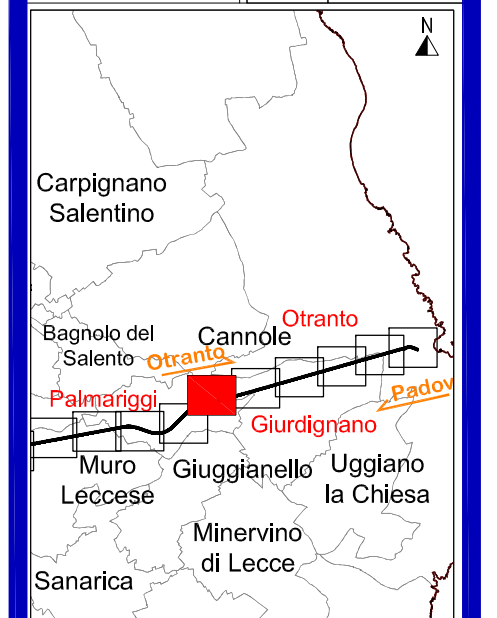 N
Carpignano
Salentino
Otranto
Bagnolo del
Salento
Cannole
Otranto
Padov
Palmariggi
Giurdignano
Muro
Leccese
Giuggianello
Uggiano
la Chiesa
Minervino
di Lecce
Sanarica